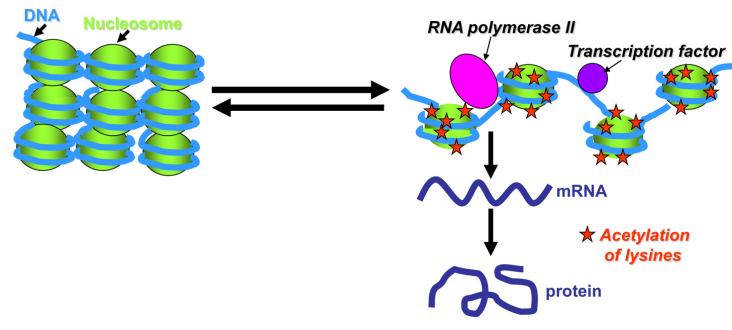 DNA
Nucleosome
RNA polymerase II
Transcription factor
mRNA
Acetylation
of lysines
protein